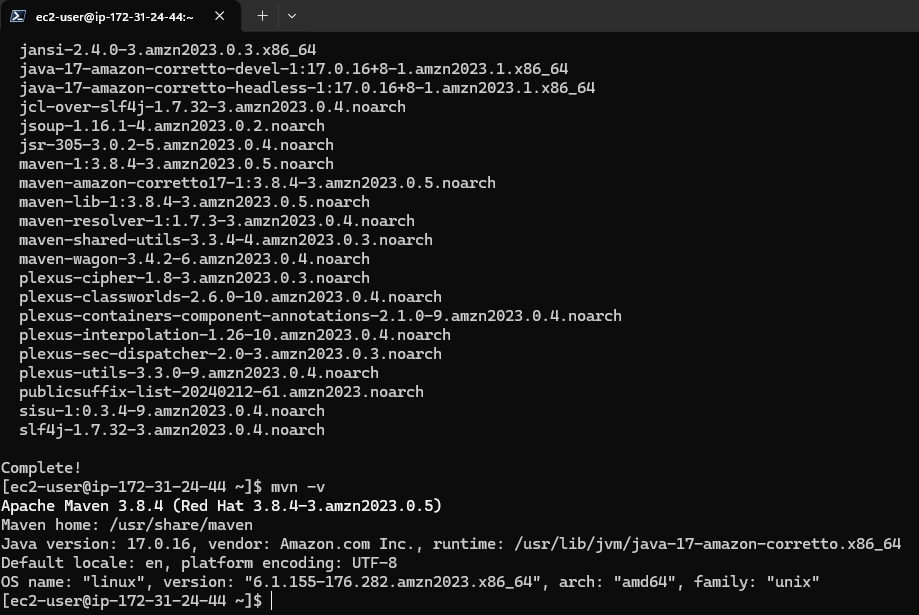 ec2-user@ip-172-31-24-44:~
jansi-2.4.0-3.amzn2023.0.3.x86_64
java-17-amazon-corretto-devel-1:17.0.16+8-1.amzn2023.1.x86_64
java-17-amazon-corretto-headless-1:17.0.16+8-1.amzn2023.1.x86_64
jcl-over-slf4j-1.7.32-3.amzn2023.0.4.noarch
jsoup-1.16.1-4.amzn2023.0.2.noarch
jsr-305-3.0.2-5.amzn2023.0.4.noarch
maven-1:3.8.4-3.amzn2023.0.5.noarch
maven-amazon-corretto17-1:3.8.4-3.amzn2023.0.5.noarch
maven-lib-1:3.8.4-3.amzn2023.0.5.noarch
maven-resolver-1:1.7.3-3.amzn2023.0.4.noarch
maven-shared-utils-3.3.4-4.amzn2023.0.3.noarch
maven-wagon-3.4.2-6.amzn2023.0.4.noarch
plexus-cipher-1.8-3.amzn2023.0.3.noarch
plexus-classworlds-2.6.0-10.amzn2023.0.4.noarch
plexus-containers-component-annotations-2.1.0-9.amzn2023.0.4.noarch
plexus-interpolation-1.26-10.amzn2023.0.4.noarch
plexus-sec-dispatcher-2.0-3.amzn2023.0.3.noarch
plexus-utils-3.3.0-9.amzn2023.0.4.noarch
publicsuffix-list-20240212-61.amzn2023.noarch
sisu-1:0.3.4-9.amzn2023.0.4.noarch
slf4j-1.7.32-3.amzn2023.0.4.noarch
Complete!
[ec2-user@ip-172-31-24-44 ~]$ mvn -v
Apache Maven 3.8.4 (Red Hat 3.8.4-3.amzn2023.0.5)
Maven home: /usr/share/maven
Java version: 17.0.16, vendor: Amazon.com Inc., runtime: /usr/lib/jvm/java-17-amazon-corretto.x86_64
Default locale: en, platform encoding: UTF-8
OS name: "linux", version: "6.1.155-176.282.amzn2023.x86_64", arch: "amd64", family: "unix"
[ec2-user@ip-172-31-24-44 ~]$